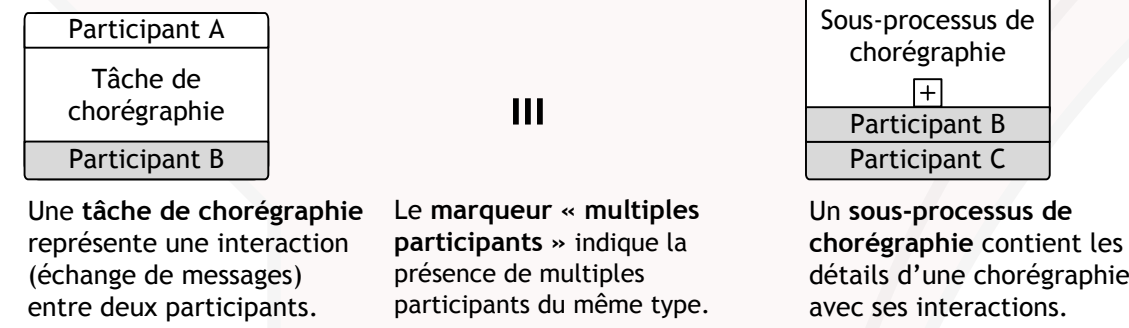 Participant A
Tâche de
chorégraphie
Participant B
Une tâche de chorégraphie
représente une interaction
(échange de messages)
entre deux participants.
Le marqueur « multiples
participants » indique la
présence de multiples
participants du même type.
Sous-processus de
chorégraphie
Participant B
Participant C
Un sous-processus de
chorégraphie contient les
détails d’une chorégraphie
avec ses interactions.